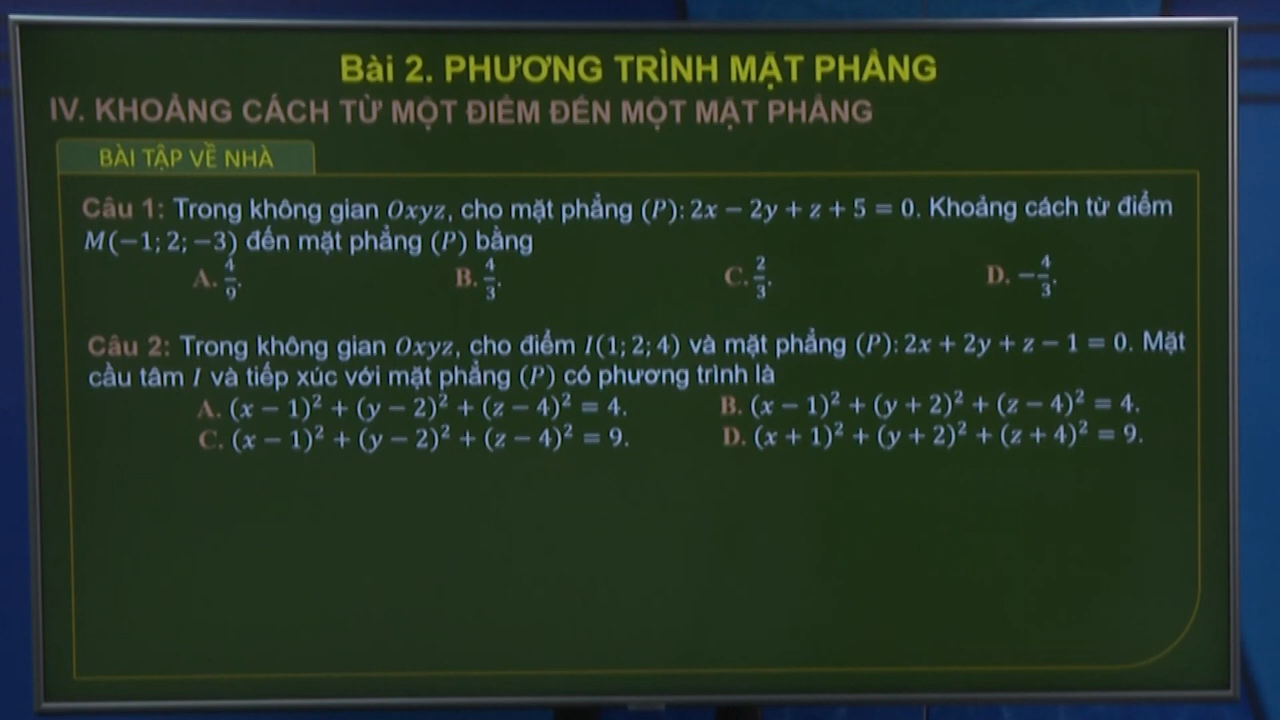 Bài 2. PHƯƠNG TRÌNH MẶT PHẲNG
IV. KHOẢNG CÁCH TỪ MỘT ĐIỂM ĐẾN MỘT MẶT PHẲNG
BÀI TẬP VỀ NHÀ
Câu 1: Trong không gian Oxyz, cho mặt phẳng (P): 2x − 2y + z + 5 = 0. Khoảng cách từ điểm
M(−1; 2; −3) đến mặt phẳng (P) bằng
A. 4/9. B. 4/3. C. 2/3. D. −4/3.
Câu 2: Trong không gian Oxyz, cho điểm I(1; 2; 4) và mặt phẳng (P): 2x + 2y + z − 1 = 0. Mặt
cầu tâm I và tiếp xúc với mặt phẳng (P) có phương trình là
A. (x − 1)² + (y − 2)² + (z − 4)² = 4. B. (x − 1)² + (y + 2)² + (z − 4)² = 4.
C. (x − 1)² + (y − 2)² + (z − 4)² = 9. D. (x + 1)² + (y + 2)² + (z + 4)² = 9.